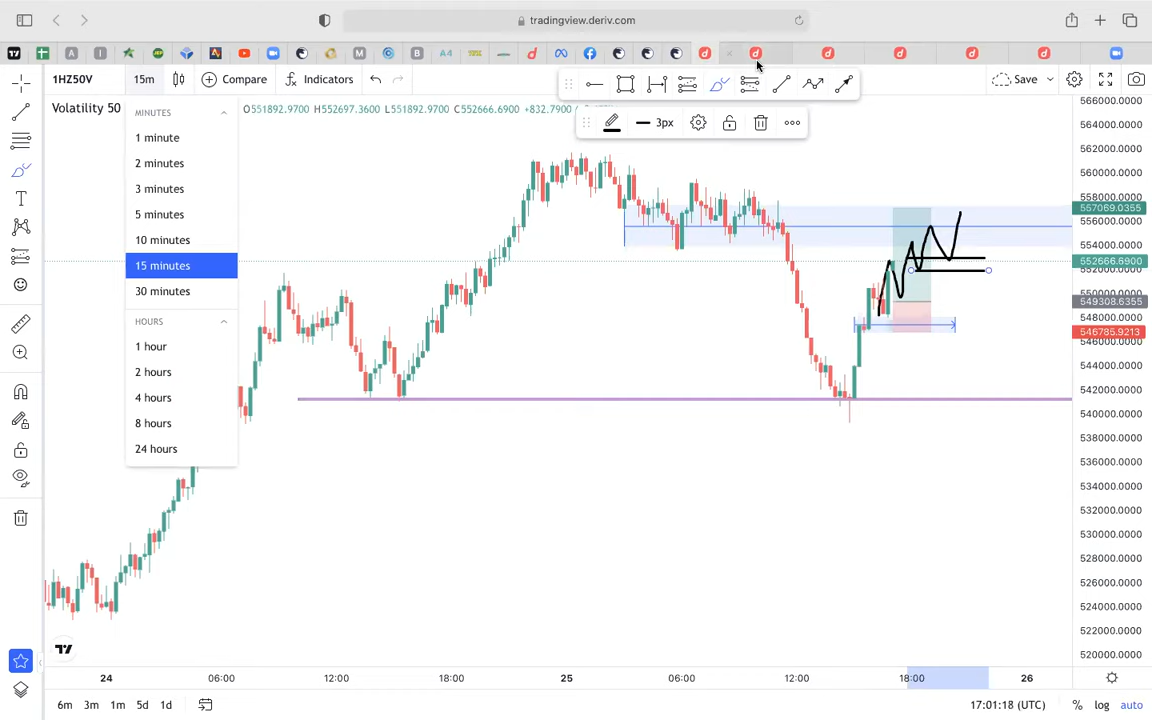 tradingview.deriv.com
1HZ50V 15m Compare Indicators Save
3px
Volatility 50 O551892.9700 H552697.3600 L551892.9700 C552666.6900 +832.7900
MINUTES
1 minute
2 minutes
3 minutes
5 minutes
10 minutes
15 minutes
30 minutes
HOURS
1 hour
2 hours
4 hours
8 hours
24 hours
566000.0000
564000.0000
562000.0000
560000.0000
558000.0000
557069.0355
556000.0000
554000.0000
552666.6900
552000.0000
550000.0000
549308.6355
548000.0000
546785.9213
546000.0000
544000.0000
542000.0000
540000.0000
538000.0000
536000.0000
534000.0000
532000.0000
530000.0000
528000.0000
526000.0000
524000.0000
522000.0000
520000.0000
24 06:00 12:00 18:00 25 06:00 12:00 18:00 26
6m 3m 1m 5d 1d 17:01:18 (UTC) % log auto